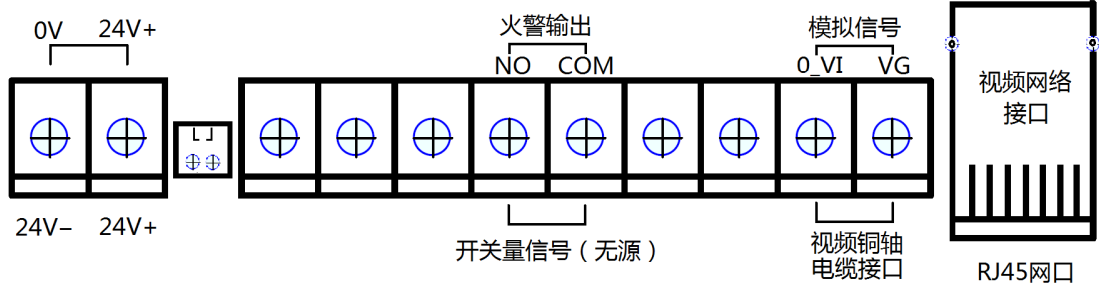 0V 24V+
火警输出
NO COM
模拟信号
0_VI VG
视频网络
接口
24V− 24V+
开关量信号（无源）
视频铜轴
电缆接口
RJ45网口